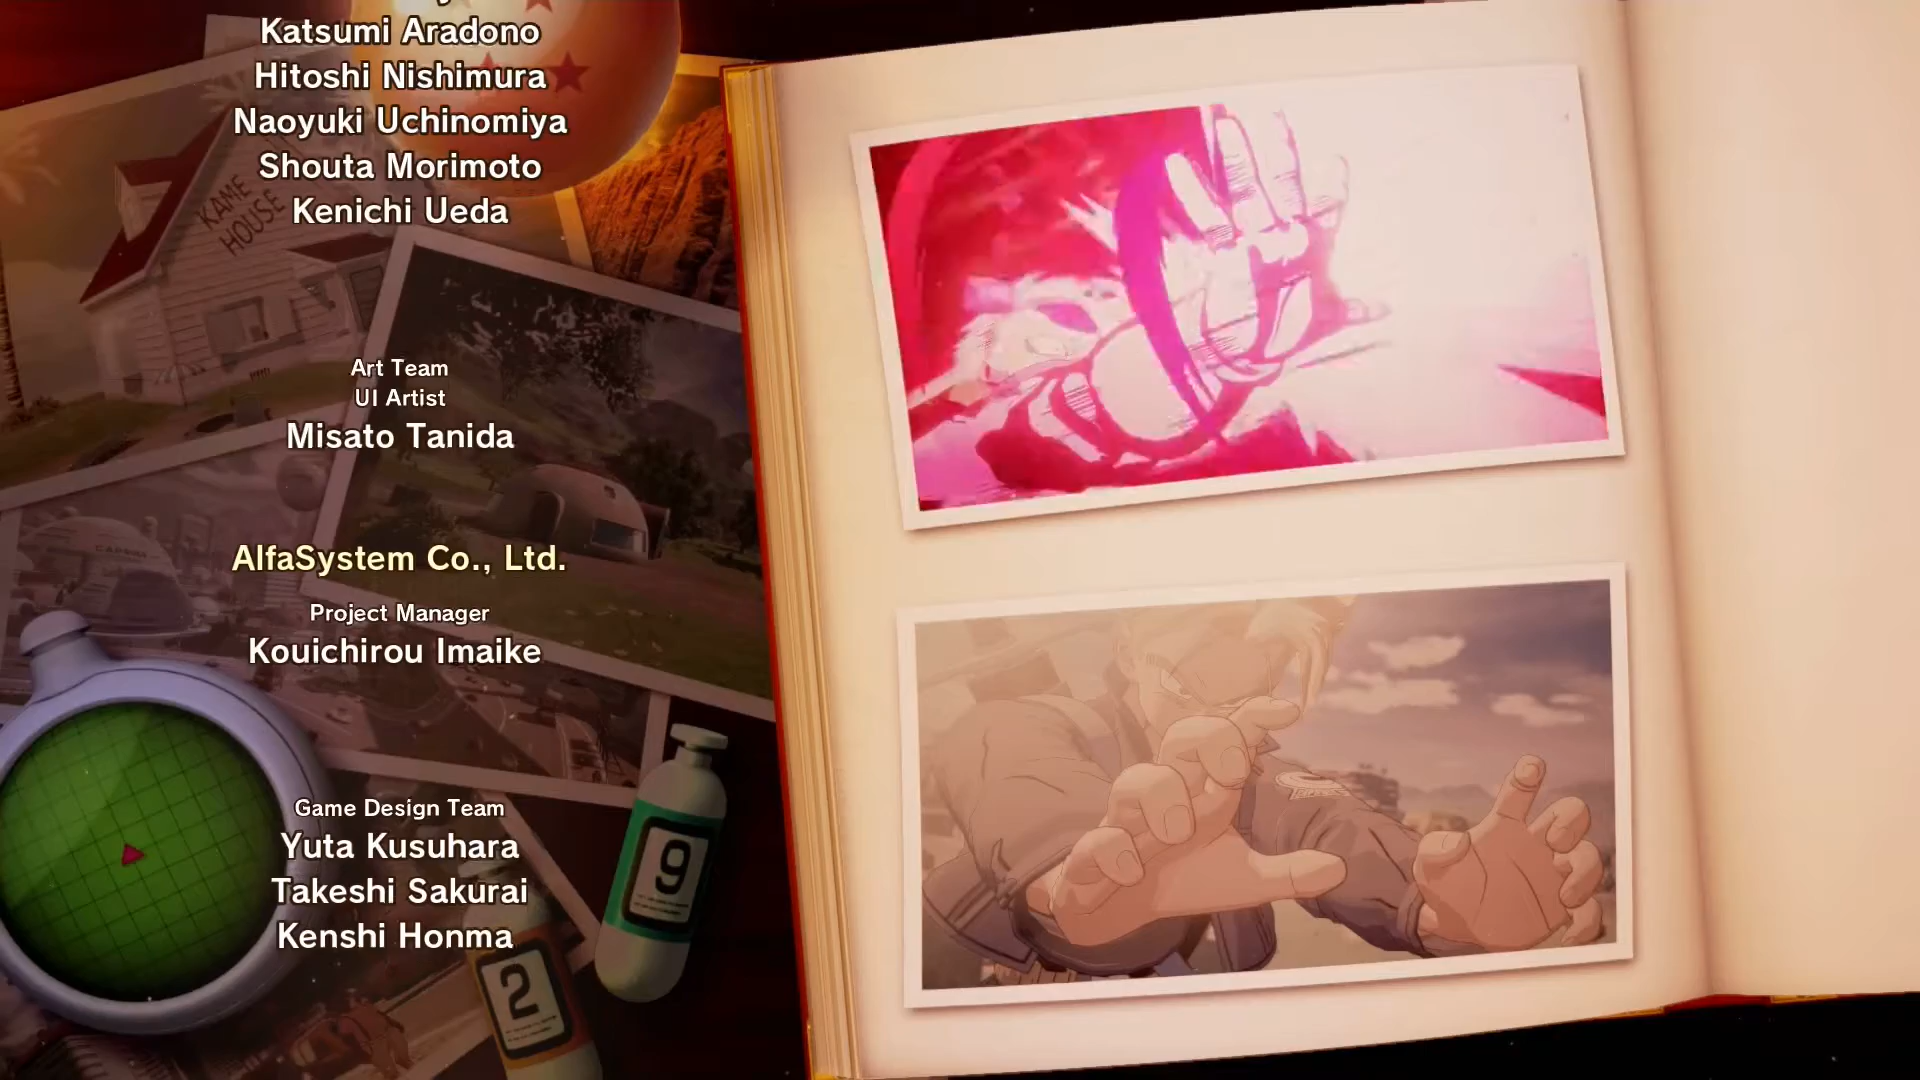 Katsumi Aradono
Hitoshi Nishimura
Naoyuki Uchinomiya
Shouta Morimoto
Kenichi Ueda
KAME
HOUSE
Art Team
UI Artist
Misato Tanida
AlfaSystem Co., Ltd.
Project Manager
Kouichirou Imaike
Game Design Team
Yuta Kusuhara
Takeshi Sakurai
Kenshi Honma
9
2